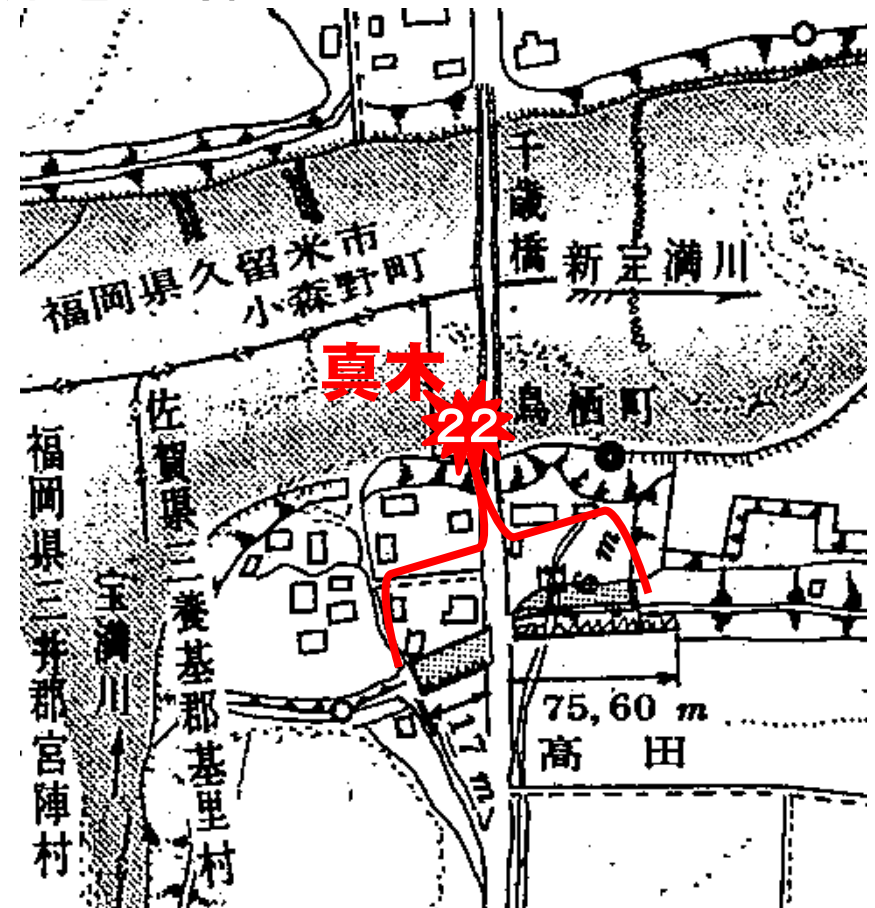 千歳橋
新宝満川
福岡県久留米市
小森野町
真木
22
鳥栖町
佐賀県三養基郡基里村
福岡県三井郡宮陣村
宝満川
6 m
75,60 m
高田
17 m